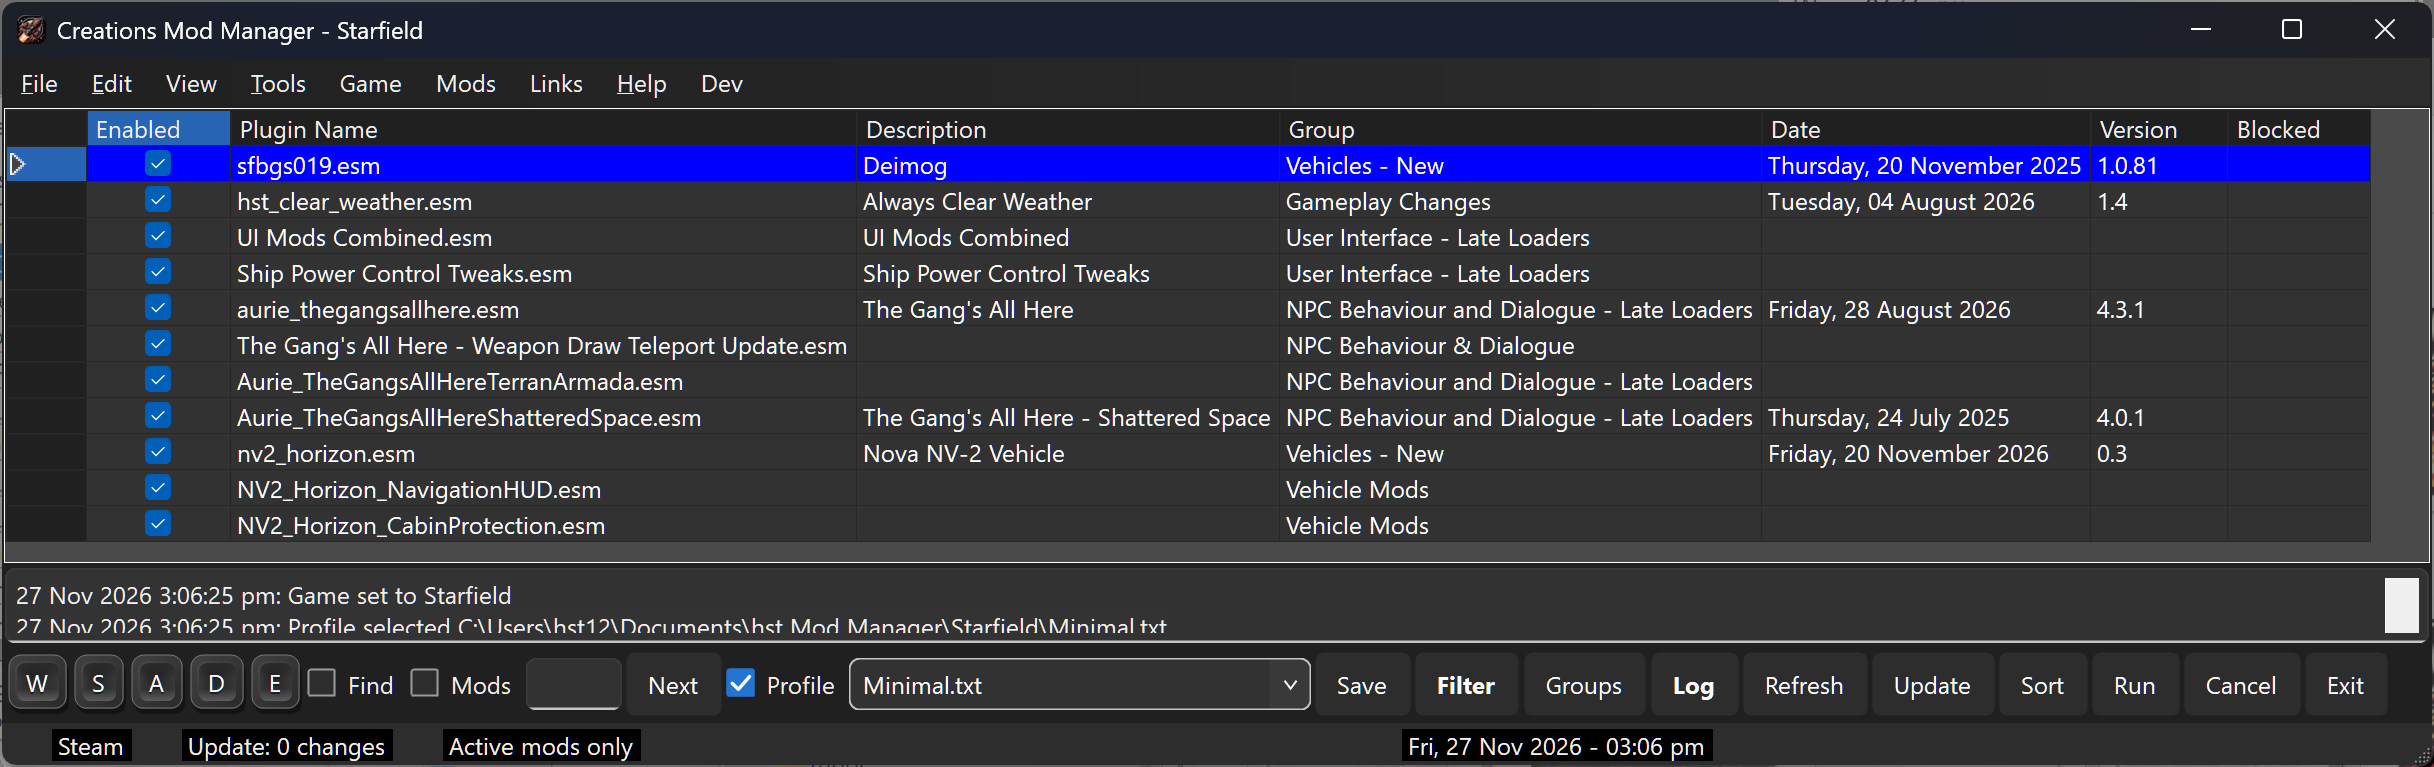 Creations Mod Manager - Starfield
File Edit View Tools Game Mods Links Help Dev
Enabled Plugin Name Description Group Date Version Blocked
sfbgs019.esm Deimog Vehicles - New Thursday, 20 November 2025 1.0.81
hst_clear_weather.esm Always Clear Weather Gameplay Changes Tuesday, 04 August 2026 1.4
UI Mods Combined.esm UI Mods Combined User Interface - Late Loaders
Ship Power Control Tweaks.esm Ship Power Control Tweaks User Interface - Late Loaders
aurie_thegangsallhere.esm The Gang's All Here NPC Behaviour and Dialogue - Late Loaders Friday, 28 August 2026 4.3.1
The Gang's All Here - Weapon Draw Teleport Update.esm NPC Behaviour & Dialogue
Aurie_TheGangsAllHereTerranArmada.esm NPC Behaviour and Dialogue - Late Loaders
Aurie_TheGangsAllHereShatteredSpace.esm The Gang's All Here - Shattered Space NPC Behaviour and Dialogue - Late Loaders Thursday, 24 July 2025 4.0.1
nv2_horizon.esm Nova NV-2 Vehicle Vehicles - New Friday, 20 November 2026 0.3
NV2_Horizon_NavigationHUD.esm Vehicle Mods
NV2_Horizon_CabinProtection.esm Vehicle Mods
27 Nov 2026 3:06:25 pm: Game set to Starfield
27 Nov 2026 3:06:25 pm: Profile selected C:\Users\hst12\Documents\hst Mod Manager\Starfield\Minimal.txt
W S A D E Find Mods Next Profile Minimal.txt Save Filter Groups Log Refresh Update Sort Run Cancel Exit
Steam Update: 0 changes Active mods only Fri, 27 Nov 2026 - 03:06 pm